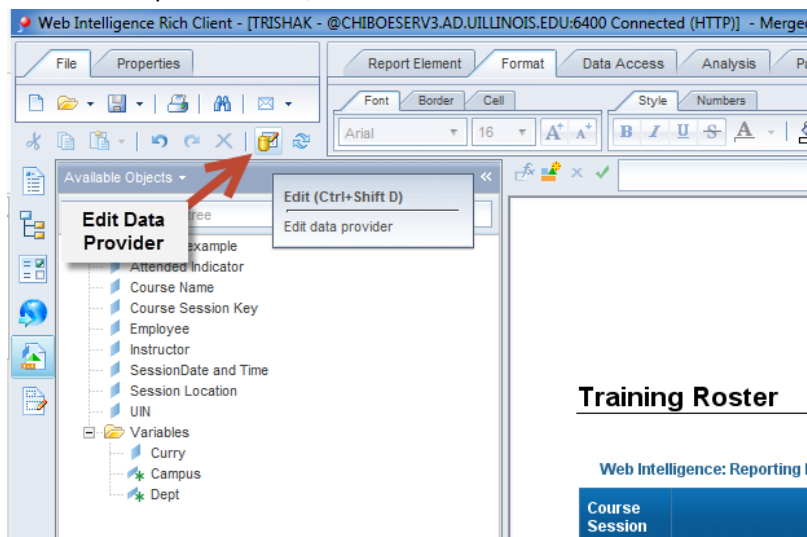 Web Intelligence Rich Client - [TRISHAK - @CHIBOESERV3.AD.UILLINOIS.EDU:6400 Connected (HTTP)] - Merged
File Properties Report Element Format Data Access Analysis
Font Border Cell Style Numbers
Arial 16 A A B I U S A
Available Objects
Edit (Ctrl+Shift D)
Edit data provider
Edit Data
Provider
tree
example
Attended Indicator
Course Name
Course Session Key
Employee
Instructor
SessionDate and Time
Session Location
UIN
Variables
Curry
Campus
Dept
Training Roster
Web Intelligence: Reporting
Course
Session